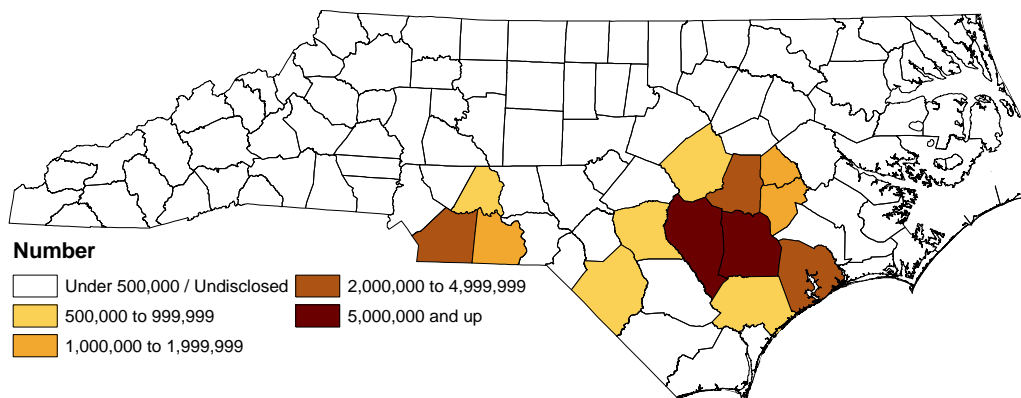 Number
Under 500,000 / Undisclosed
500,000 to 999,999
1,000,000 to 1,999,999
2,000,000 to 4,999,999
5,000,000 and up